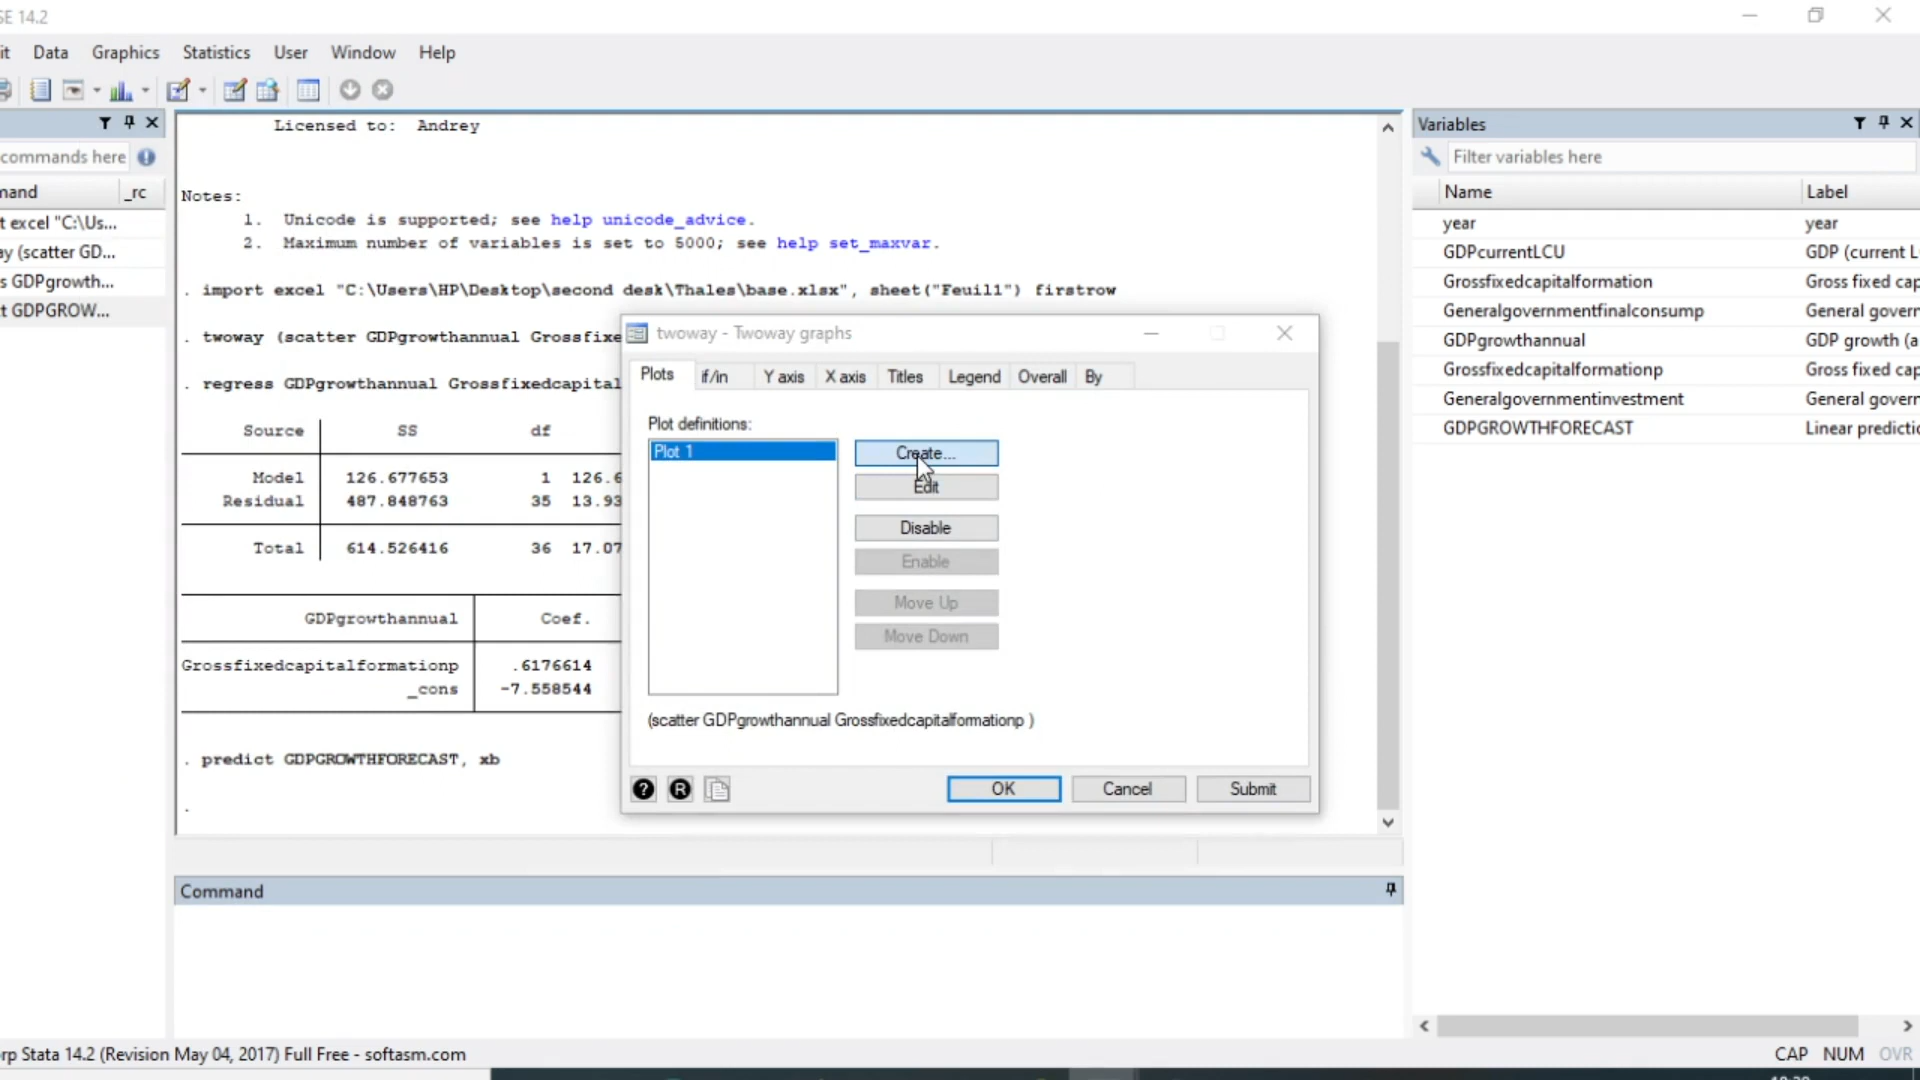 SE 14.2
it Data Graphics Statistics User Window Help
commands here
mand _rc
t excel "C:\Us...
ay (scatter GD...
s GDPgrowth...
t GDPGROW...
Licensed to: Andrey
Notes:
1. Unicode is supported; see help unicode_advice.
2. Maximum number of variables is set to 5000; see help set_maxvar.
. import excel "C:\Users\HP\Desktop\second desk\Thales\base.xlsx", sheet("Feuil1") firstrow
. twoway (scatter GDPgrowthannual Grossfixe
. regress GDPgrowthannual Grossfixedcapital
Source SS df
Model 126.677653 1 126.6
Residual 487.848763 35 13.93
Total 614.526416 36 17.07
GDPgrowthannual Coef.
Grossfixedcapitalformationp .6176614
_cons -7.558544
. predict GDPGROWTHFORECAST, xb
.
twoway - Twoway graphs
Plots if/in Y axis X axis Titles Legend Overall By
Plot definitions:
Plot 1
Create...
Edit
Disable
Enable
Move Up
Move Down
(scatter GDPgrowthannual Grossfixedcapitalformationp )
? R OK Cancel Submit
Variables
Filter variables here
Name Label
year year
GDPcurrentLCU GDP (current L
Grossfixedcapitalformation Gross fixed cap
Generalgovernmentfinalconsump General govern
GDPgrowthannual GDP growth (a
Grossfixedcapitalformationp Gross fixed cap
Generalgovernmentinvestment General govern
GDPGROWTHFORECAST Linear predictio
Command
rp Stata 14.2 (Revision May 04, 2017) Full Free - softasm.com
CAP NUM OVR